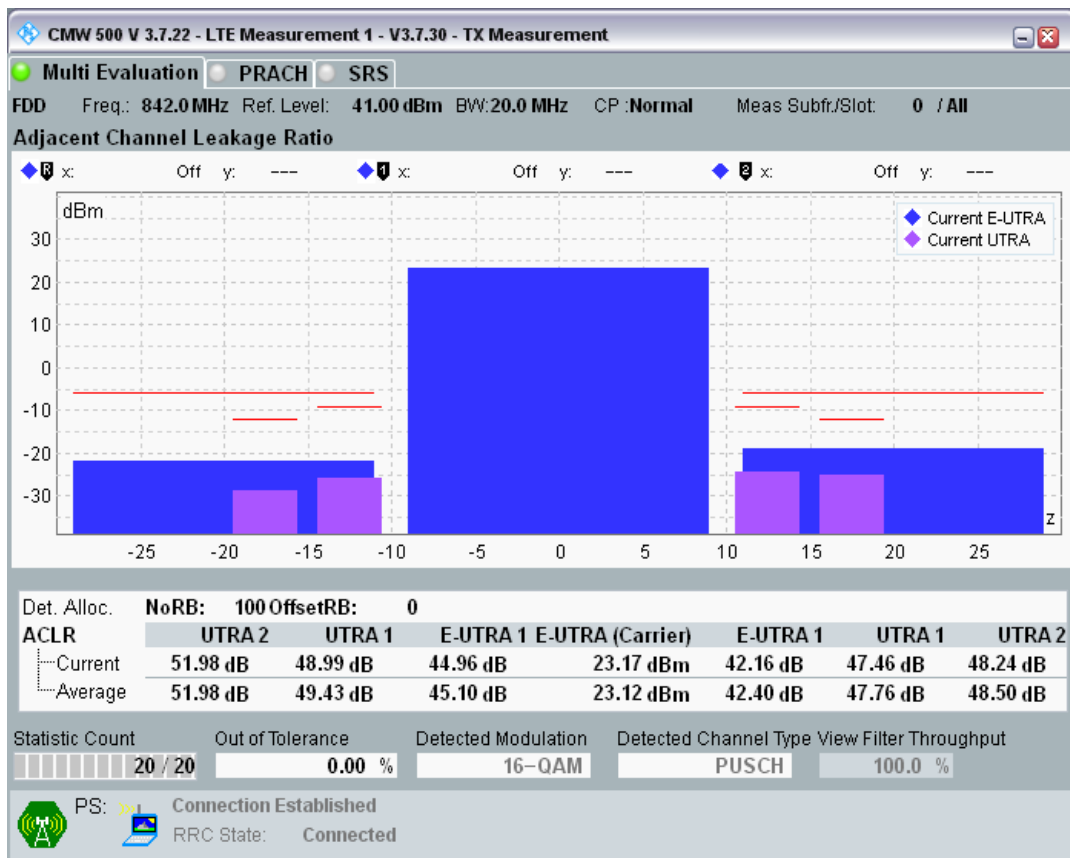 CMW 500 V 3.7.22 - LTE Measurement 1 - V3.7.30 - TX Measurement
Multi Evaluation PRACH SRS
FDD Freq.: 842.0 MHz Ref. Level: 41.00 dBm BW:20.0 MHz CP :Normal Meas Subfr./Slot: 0 / All
Adjacent Channel Leakage Ratio
R x: Off y: --- 1 x: Off y: --- 2 x: Off y: ---
dBm
Current E-UTRA
Current UTRA
30
20
10
0
-10
-20
-30
z
-25 -20 -15 -10 -5 0 5 10 15 20 25
Det. Alloc. NoRB: 100 OffsetRB: 0
ACLR UTRA 2 UTRA 1 E-UTRA 1 E-UTRA (Carrier) E-UTRA 1 UTRA 1 UTRA 2
Current 51.98 dB 48.99 dB 44.96 dB 23.17 dBm 42.16 dB 47.46 dB 48.24 dB
Average 51.98 dB 49.43 dB 45.10 dB 23.12 dBm 42.40 dB 47.76 dB 48.50 dB
Statistic Count Out of Tolerance Detected Modulation Detected Channel Type View Filter Throughput
20 / 20 0.00 % 16-QAM PUSCH 100.0 %
PS: Connection Established
RRC State: Connected